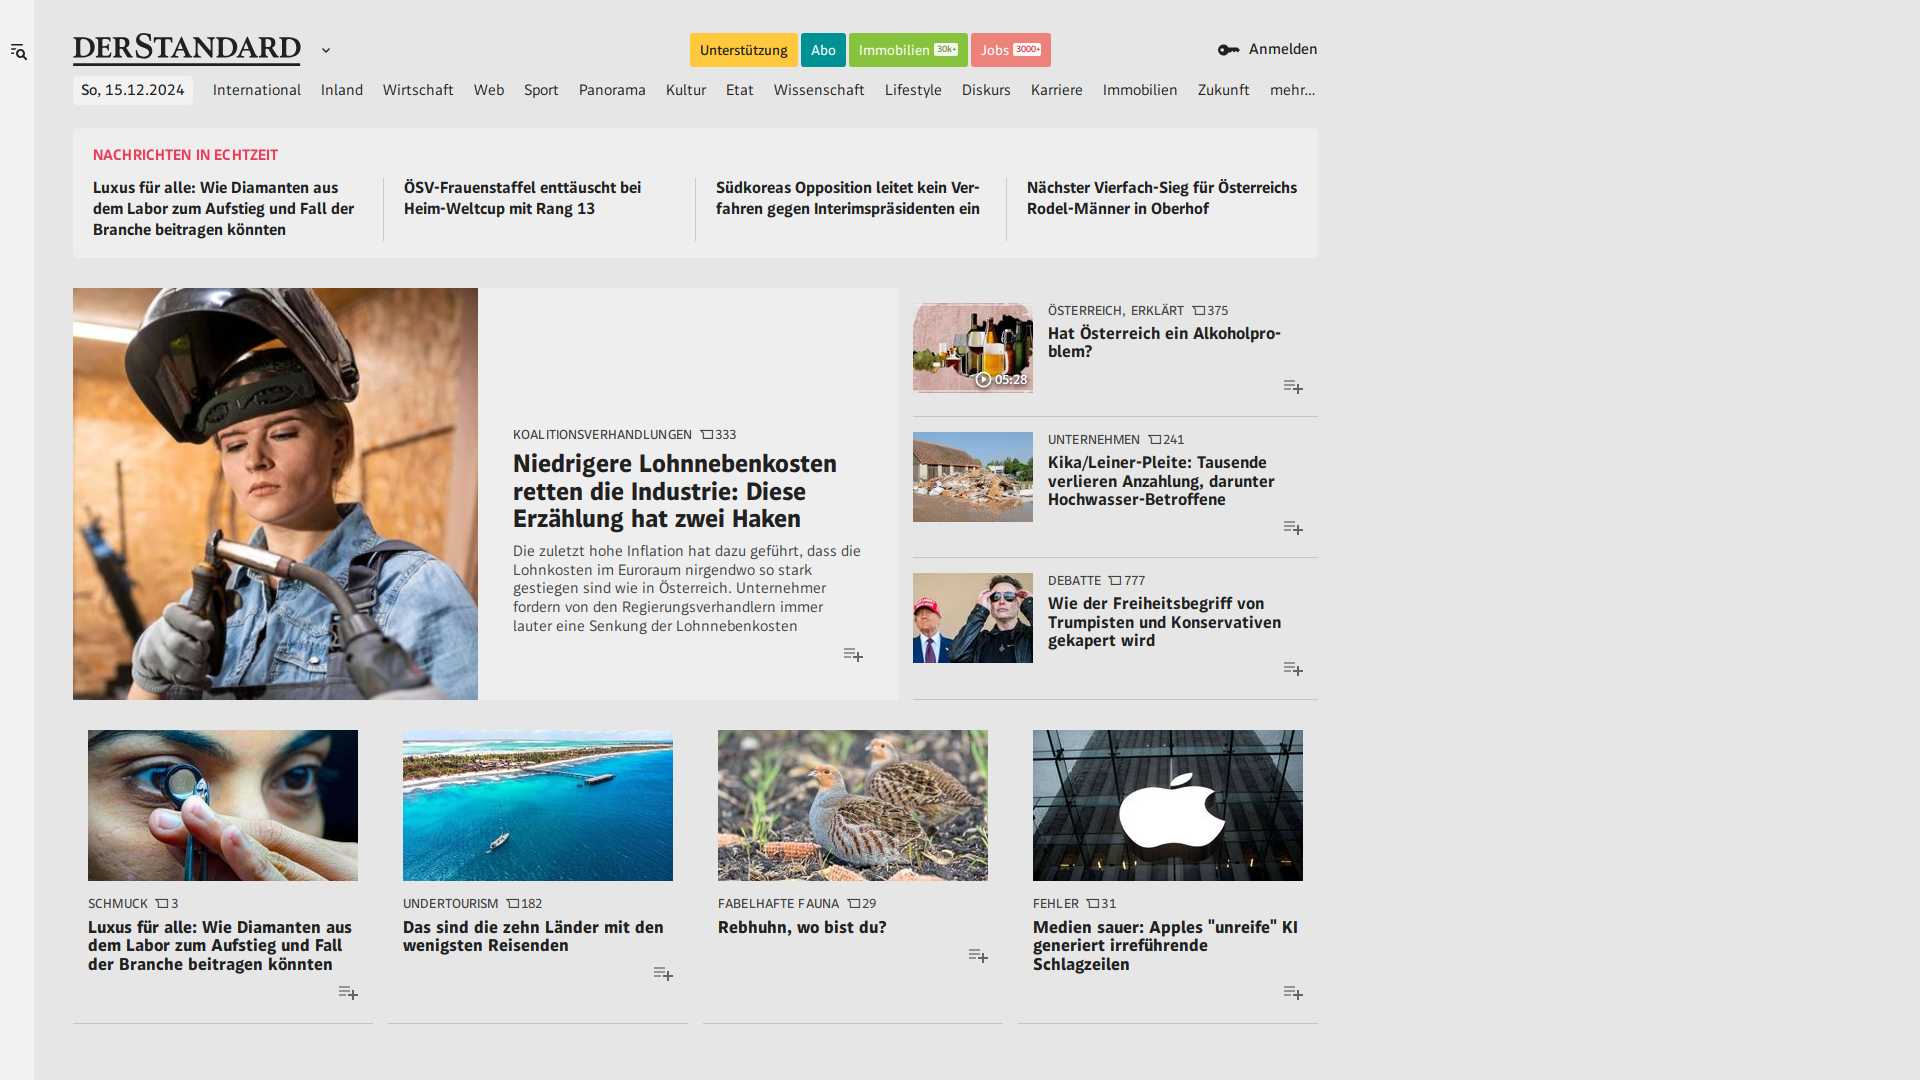 DERSTANDARD
Unterstützung
Abo
Immobilien 30k+
Jobs 3000+
Anmelden
So, 15.12.2024
International
Inland
Wirtschaft
Web
Sport
Panorama
Kultur
Etat
Wissenschaft
Lifestyle
Diskurs
Karriere
Immobilien
Zukunft
mehr...
NACHRICHTEN IN ECHTZEIT
Luxus für alle: Wie Diamanten aus
dem Labor zum Aufstieg und Fall der
Branche beitragen könnten
ÖSV-Frauenstaffel enttäuscht bei
Heim-Weltcup mit Rang 13
Südkoreas Opposition leitet kein Ver-
fahren gegen Interimspräsidenten ein
Nächster Vierfach-Sieg für Österreichs
Rodel-Männer in Oberhof
KOALITIONSVERHANDLUNGEN 333
Niedrigere Lohnnebenkosten
retten die Industrie: Diese
Erzählung hat zwei Haken
Die zuletzt hohe Inflation hat dazu geführt, dass die
Lohnkosten im Euroraum nirgendwo so stark
gestiegen sind wie in Österreich. Unternehmer
fordern von den Regierungsverhandlern immer
lauter eine Senkung der Lohnnebenkosten
05:28
ÖSTERREICH, ERKLÄRT 375
Hat Österreich ein Alkoholpro-
blem?
UNTERNEHMEN 241
Kika/Leiner-Pleite: Tausende
verlieren Anzahlung, darunter
Hochwasser-Betroffene
DEBATTE 777
Wie der Freiheitsbegriff von
Trumpisten und Konservativen
gekapert wird
SCHMUCK 3
Luxus für alle: Wie Diamanten aus
dem Labor zum Aufstieg und Fall
der Branche beitragen könnten
UNDERTOURISM 182
Das sind die zehn Länder mit den
wenigsten Reisenden
FABELHAFTE FAUNA 29
Rebhuhn, wo bist du?
FEHLER 31
Medien sauer: Apples "unreife" KI
generiert irreführende
Schlagzeilen